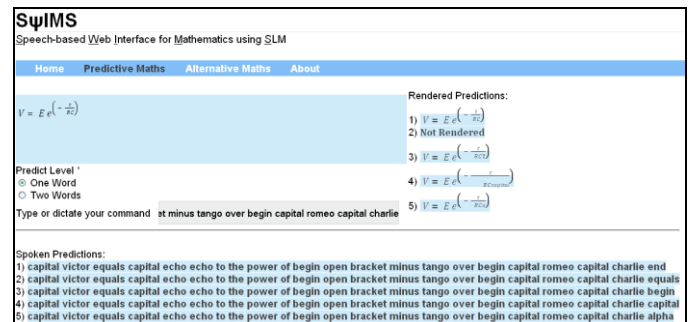 SψIMS
Speech-based Web Interface for Mathematics using SLM
Home Predictive Maths Alternative Maths About
V = E e^(− t/RC)
Predict Level *
One Word
Two Words
Type or dictate your command et minus tango over begin capital romeo capital charlie
Rendered Predictions:
1) V = E e^(− t/RC)
2) Not Rendered
3) V = E e^(− t/RC?)
4) V = E e^(− t/RCcapital)
5) V = E e^(− t/RCa)
Spoken Predictions:
1) capital victor equals capital echo echo to the power of begin open bracket minus tango over begin capital romeo capital charlie end
2) capital victor equals capital echo echo to the power of begin open bracket minus tango over begin capital romeo capital charlie equals
3) capital victor equals capital echo echo to the power of begin open bracket minus tango over begin capital romeo capital charlie begin
4) capital victor equals capital echo echo to the power of begin open bracket minus tango over begin capital romeo capital charlie capital
5) capital victor equals capital echo echo to the power of begin open bracket minus tango over begin capital romeo capital charlie alpha